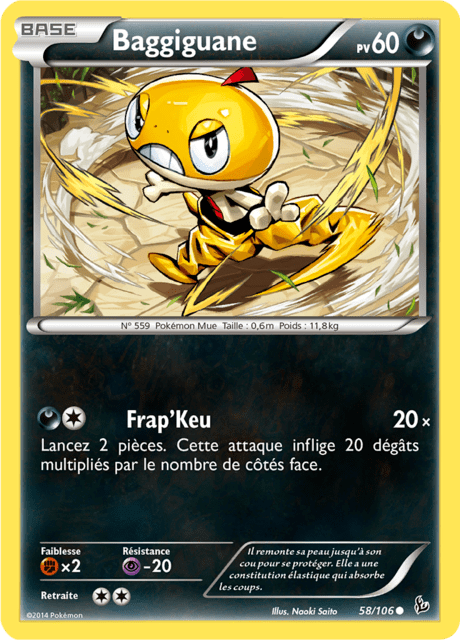 BASE
Baggiguane
PV60
N° 559 Pokémon Mue Taille : 0,6m Poids : 11,8kg
Frap'Keu 20×
Lancez 2 pièces. Cette attaque inflige 20 dégâts
multipliés par le nombre de côtés face.
Faiblesse
×2
Résistance
-20
Il remonte sa peau jusqu'à son
cou pour se protéger. Elle a une
constitution élastique qui absorbe
les coups.
Retraite
©2014 Pokémon
Illus. Naoki Saito
58/106